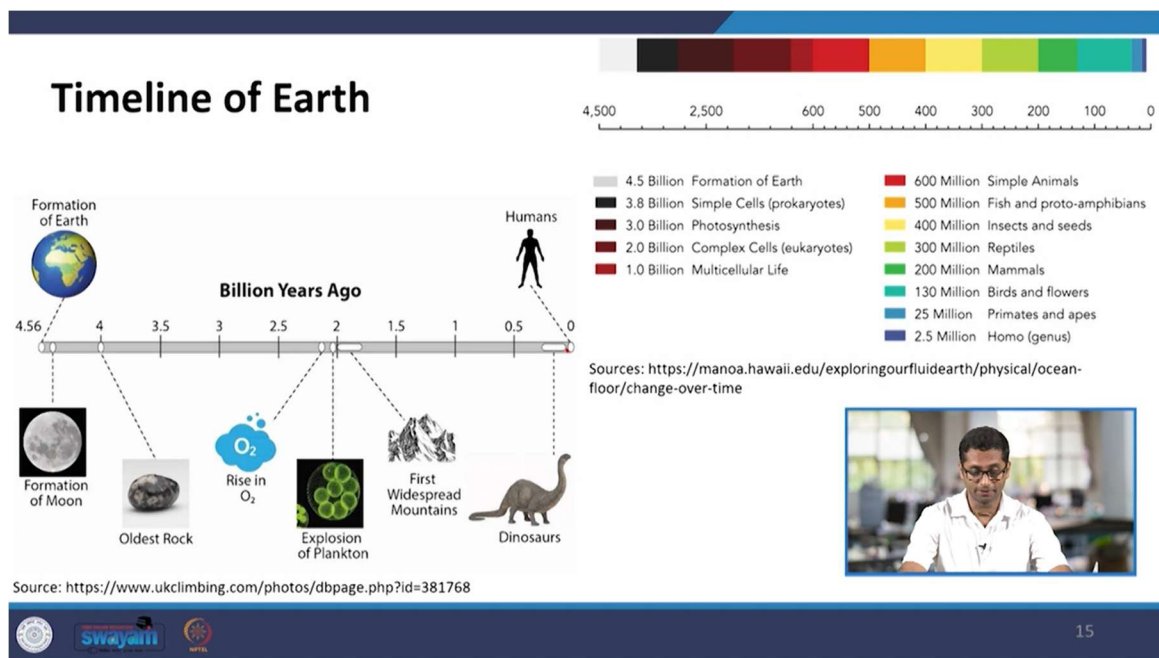 Timeline of Earth
4,500 2,500 600 500 400 300 200 100 0
4.5 Billion Formation of Earth
3.8 Billion Simple Cells (prokaryotes)
3.0 Billion Photosynthesis
2.0 Billion Complex Cells (eukaryotes)
1.0 Billion Multicellular Life
600 Million Simple Animals
500 Million Fish and proto-amphibians
400 Million Insects and seeds
300 Million Reptiles
200 Million Mammals
130 Million Birds and flowers
25 Million Primates and apes
2.5 Million Homo (genus)
Sources: https://manoa.hawaii.edu/exploringourfluidearth/physical/ocean-
floor/change-over-time
Formation
of Earth
Humans
Billion Years Ago
4.56 4 3.5 3 2.5 2 1.5 1 0.5 0
Formation
of Moon
Oldest Rock
O₂
Rise in
O₂
Explosion
of Plankton
First
Widespread
Mountains
Dinosaurs
Source: https://www.ukclimbing.com/photos/dbpage.php?id=381768
swayam
NPTEL
15